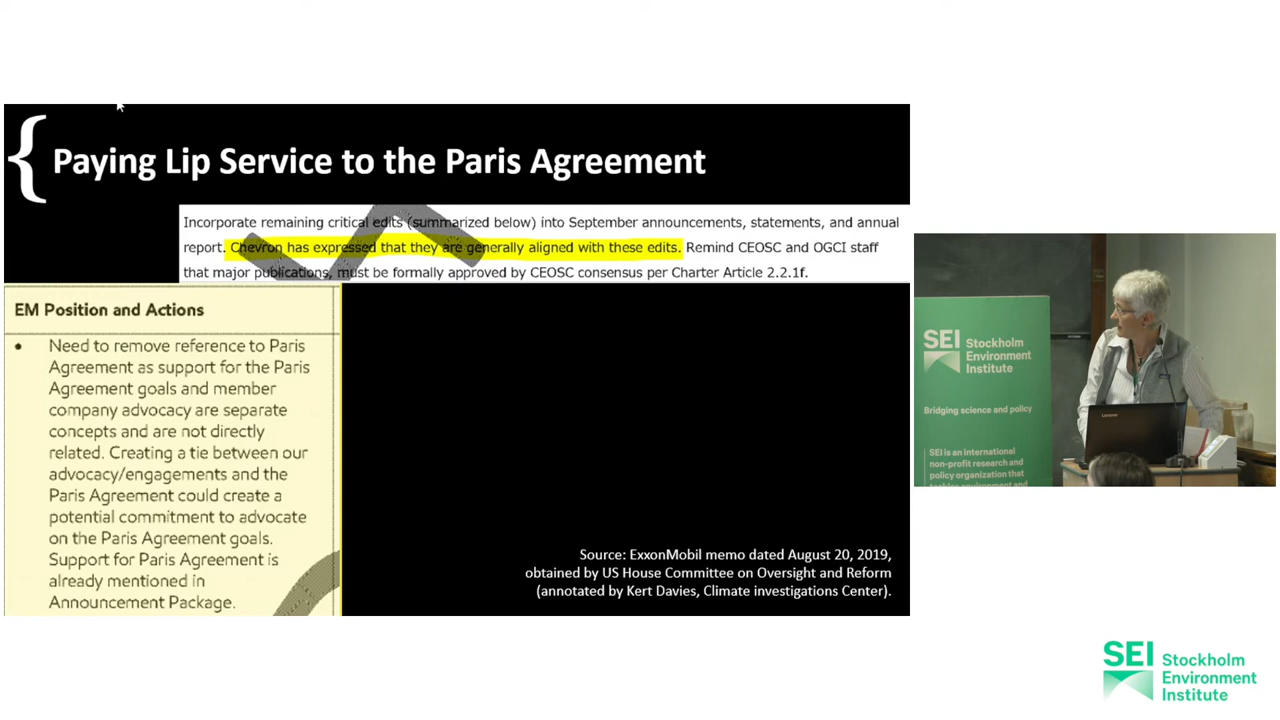 { Paying Lip Service to the Paris Agreement
Incorporate remaining critical edits (summarized below) into September announcements, statements, and annual
report. Chevron has expressed that they are generally aligned with these edits. Remind CEOSC and OGCI staff
that major publications, must be formally approved by CEOSC consensus per Charter Article 2.2.1f.
EM Position and Actions
• Need to remove reference to Paris
Agreement as support for the Paris
Agreement goals and member
company advocacy are separate
concepts and are not directly
related. Creating a tie between our
advocacy/engagements and the
Paris Agreement could create a
potential commitment to advocate
on the Paris Agreement goals.
Support for Paris Agreement is
already mentioned in
Announcement Package.
Source: ExxonMobil memo dated August 20, 2019,
obtained by US House Committee on Oversight and Reform
(annotated by Kert Davies, Climate investigations Center).
SEI Stockholm
Environment
Institute
Bridging science and policy
SEI is an international
non-profit research and
policy organization that
tackles environment and
Lenovo
SEI Stockholm
Environment
Institute